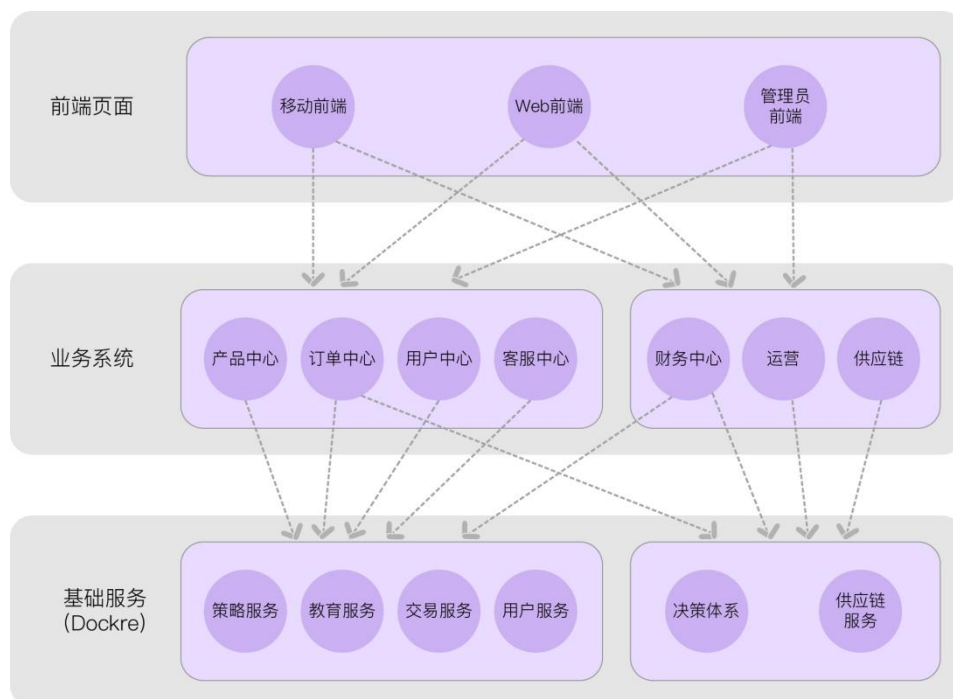 前端页面
移动前端
Web前端
管理员
前端
业务系统
产品中心
订单中心
用户中心
客服中心
财务中心
运营
供应链
基础服务
(Dockre)
策略服务
教育服务
交易服务
用户服务
决策体系
供应链
服务